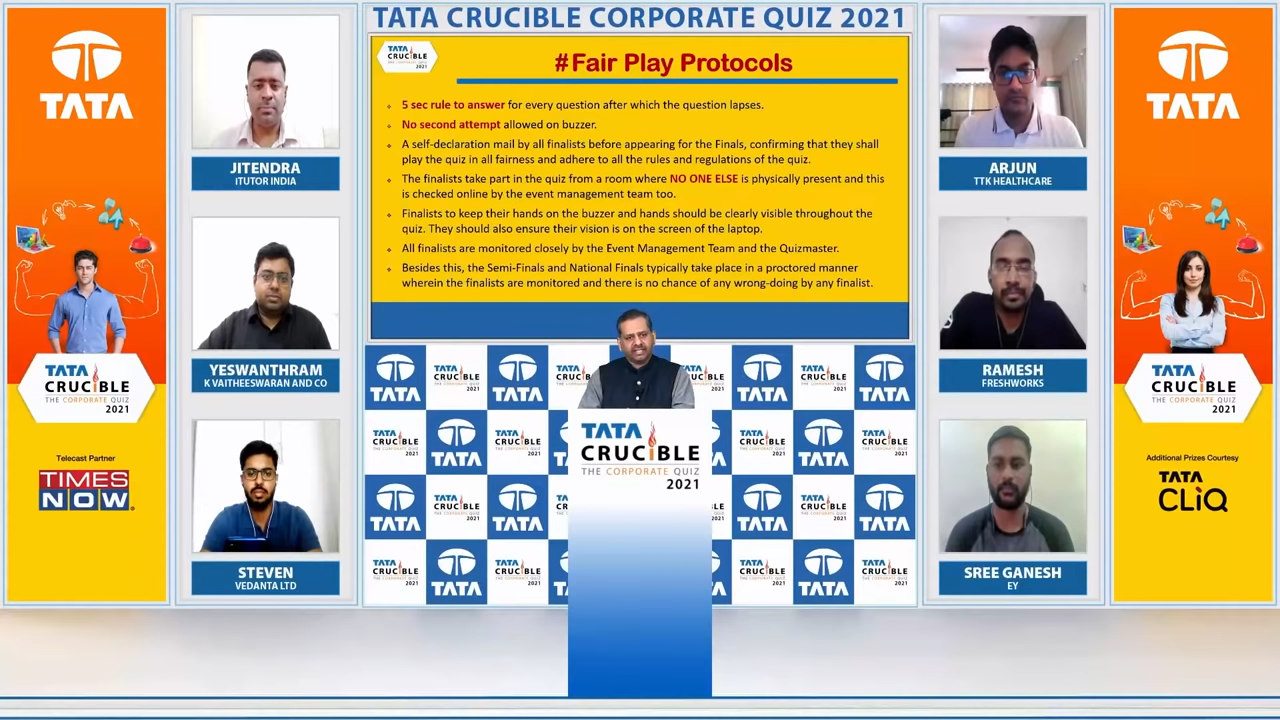 TATA CRUCIBLE CORPORATE QUIZ 2021
TATA
JITENDRA
ITUTOR INDIA
YESWANTHRAM
K VAITHEESWARAN AND CO
STEVEN
VEDANTA LTD
TATA
CRUCIBLE
THE CORPORATE QUIZ
2021
Telecast Partner
TIMES
NOW
TATA
CRUCIBLE
2021
#Fair Play Protocols
5 sec rule to answer for every question after which the question lapses.
No second attempt allowed on buzzer.
A self-declaration mail by all finalists before appearing for the Finals, confirming that they shall
play the quiz in all fairness and adhere to all the rules and regulations of the quiz.
The finalists take part in the quiz from a room where NO ONE ELSE is physically present and this
is checked online by the event management team too.
Finalists to keep their hands on the buzzer and hands should be clearly visible throughout the
quiz. They should also ensure their vision is on the screen of the laptop.
All finalists are monitored closely by the Event Management Team and the Quizmaster.
Besides this, the Semi-Finals and National Finals typically take place in a proctored manner
wherein the finalists are monitored and there is no chance of any wrong-doing by any finalist.
TATA
CRUCIBLE
THE CORPORATE QUIZ
2021
ARJUN
TTK HEALTHCARE
RAMESH
FRESHWORKS
SREE GANESH
EY
TATA
TATA
CRUCIBLE
THE CORPORATE QUIZ
2021
Additional Prizes Courtesy
TATA
CLiQ